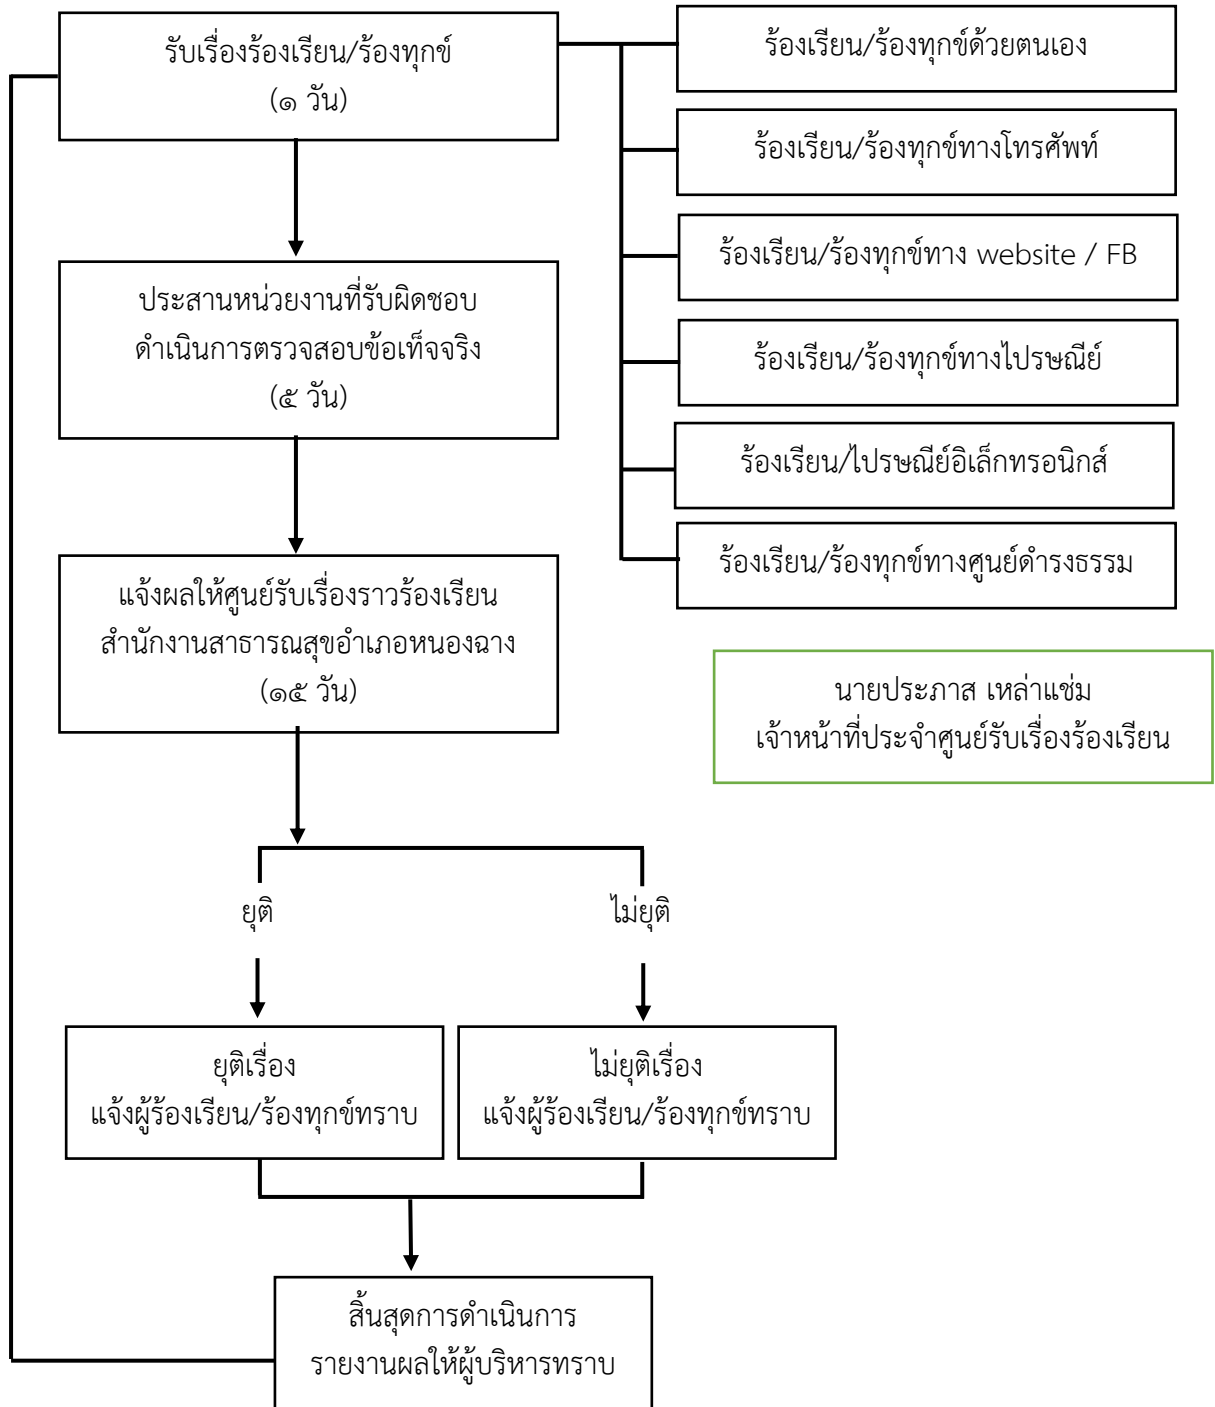 รับเรื่องร้องเรียน/ร้องทุกข์
(๑ วัน)
ร้องเรียน/ร้องทุกข์ด้วยตนเอง
ร้องเรียน/ร้องทุกข์ทางโทรศัพท์
ร้องเรียน/ร้องทุกข์ทาง website / FB
ร้องเรียน/ร้องทุกข์ทางไปรษณีย์
ร้องเรียน/ไปรษณีย์อิเล็กทรอนิกส์
ร้องเรียน/ร้องทุกข์ทางศูนย์ดำรงธรรม
ประสานหน่วยงานที่รับผิดชอบ
ดำเนินการตรวจสอบข้อเท็จจริง
(๕ วัน)
แจ้งผลให้ศูนย์รับเรื่องราวร้องเรียน
สำนักงานสาธารณสุขอำเภอหนองฉาง
(๑๕ วัน)
นายประภาส เหล่าแช่ม
เจ้าหน้าที่ประจำศูนย์รับเรื่องร้องเรียน
ยุติ
ไม่ยุติ
ยุติเรื่อง
แจ้งผู้ร้องเรียน/ร้องทุกข์ทราบ
ไม่ยุติเรื่อง
แจ้งผู้ร้องเรียน/ร้องทุกข์ทราบ
สิ้นสุดการดำเนินการ
รายงานผลให้ผู้บริหารทราบ